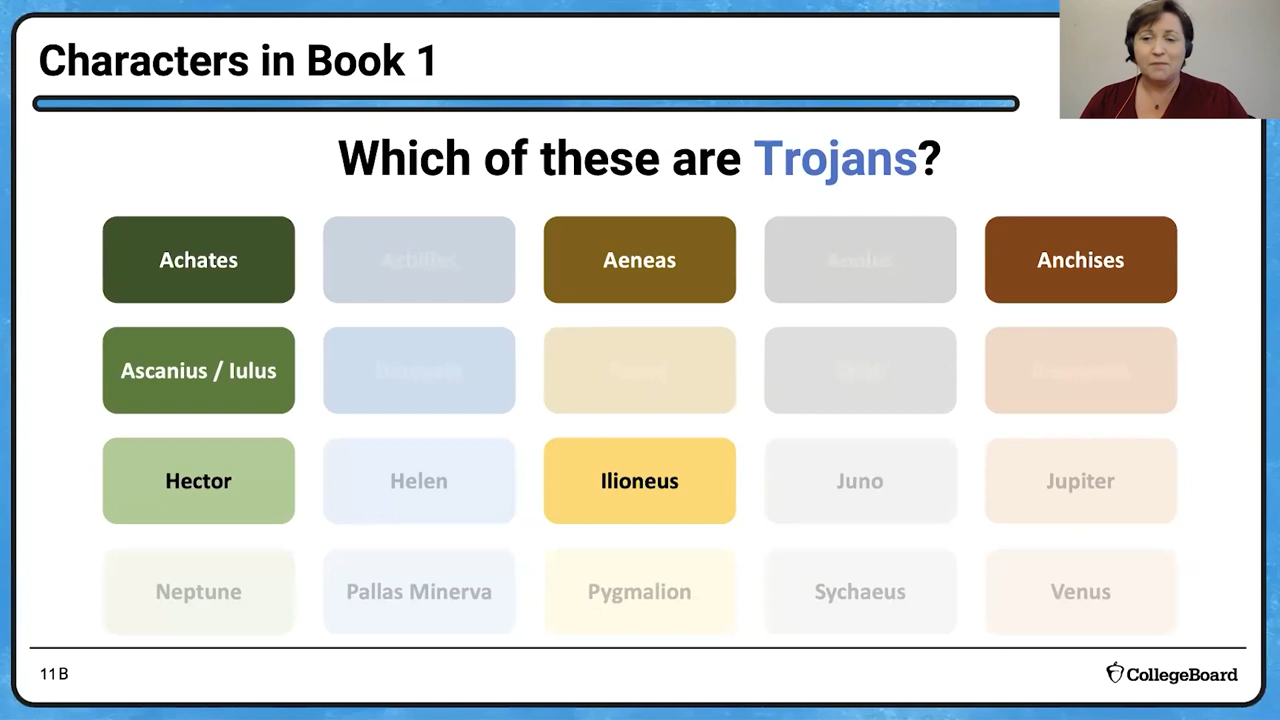 Characters in Book 1
Which of these are Trojans?
Achates
Aeneas
Anchises
Ascanius / Iulus
Hector
Helen
Ilioneus
Juno
Jupiter
Neptune
Pallas Minerva
Pygmalion
Sychaeus
Venus
11B
CollegeBoard